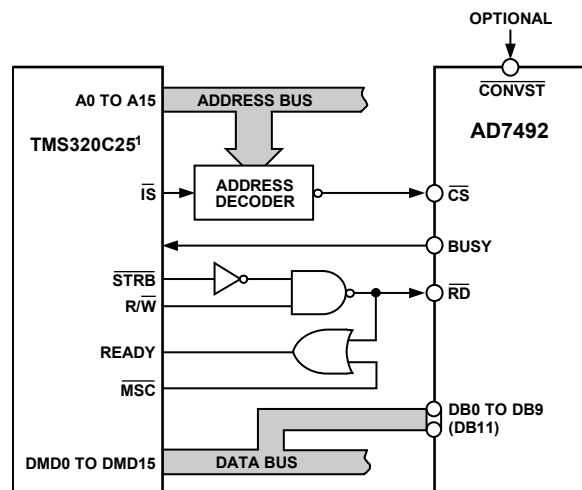 OPTIONAL
A0 TO A15
ADDRESS BUS
CONVST
TMS320C25¹
AD7492
IS
ADDRESS
DECODER
CS
BUSY
STRB
R/W
RD
READY
MSC
DB0 TO DB9
(DB11)
DMD0 TO DMD15
DATA BUS